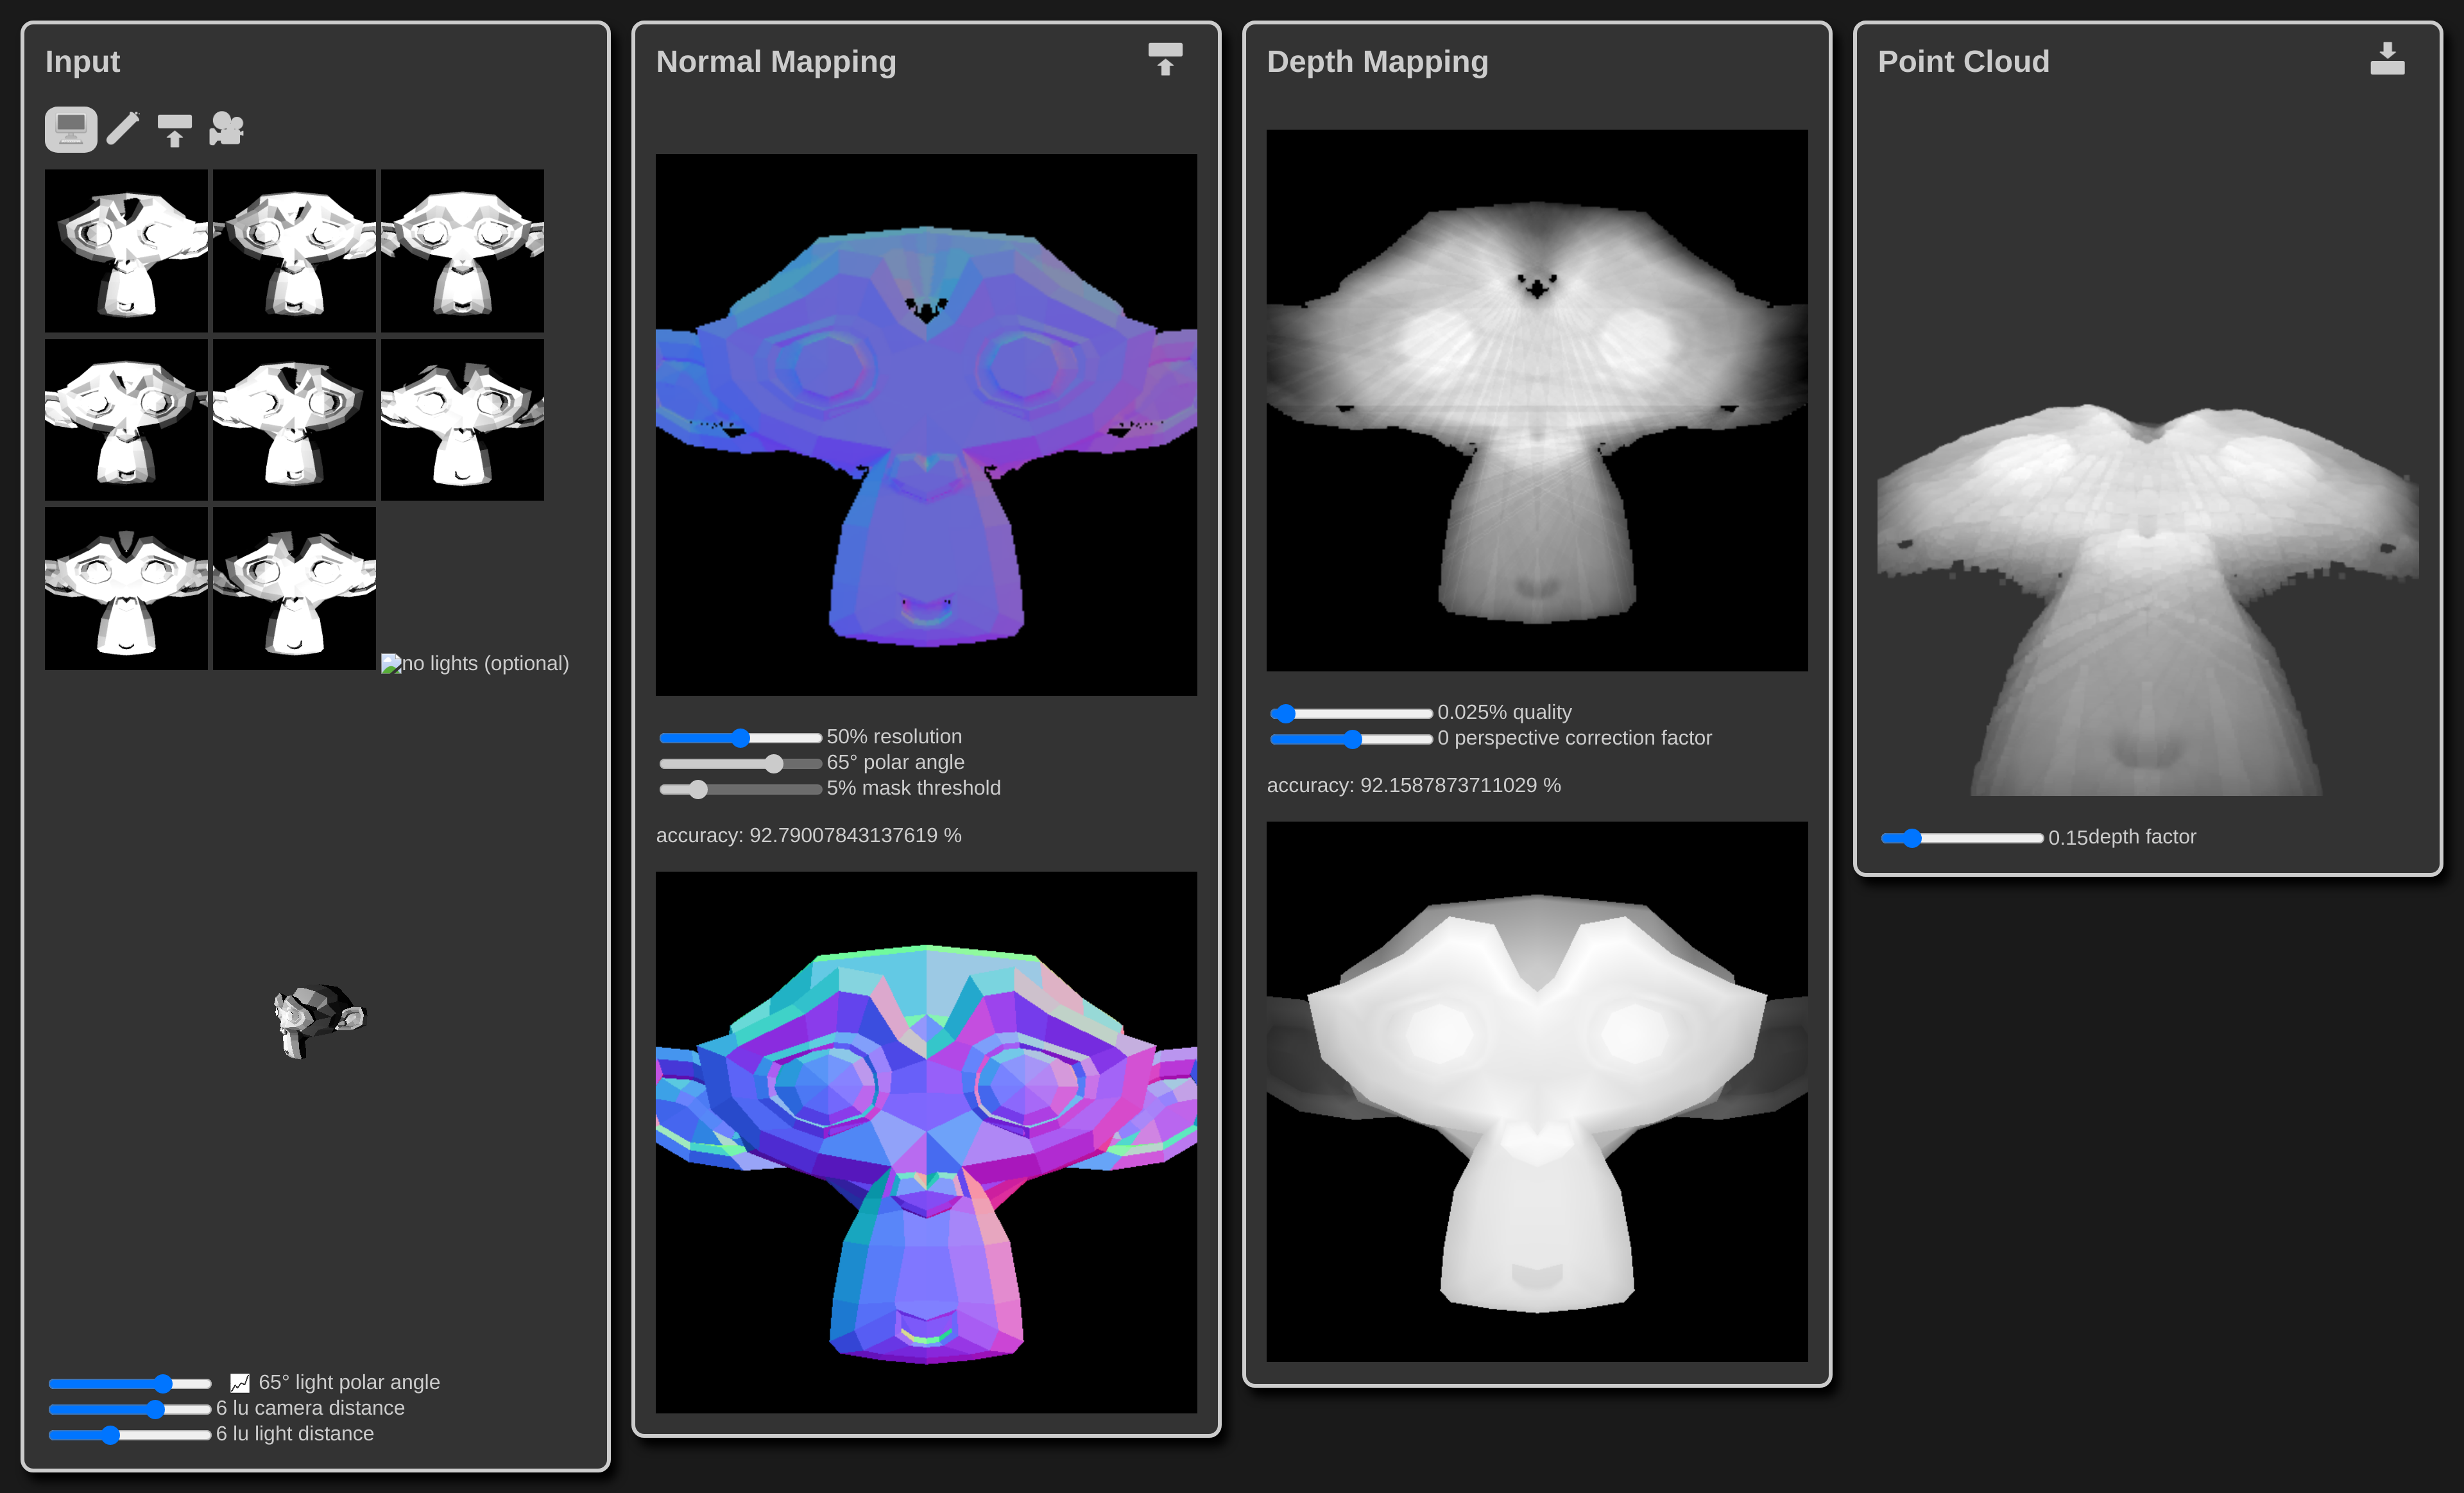 Input
no lights (optional)
65° light polar angle
6 lu camera distance
6 lu light distance
Normal Mapping
50% resolution
65° polar angle
5% mask threshold
accuracy: 92.79007843137619 %
Depth Mapping
0.025% quality
0 perspective correction factor
accuracy: 92.1587873711029 %
Point Cloud
0.15depth factor